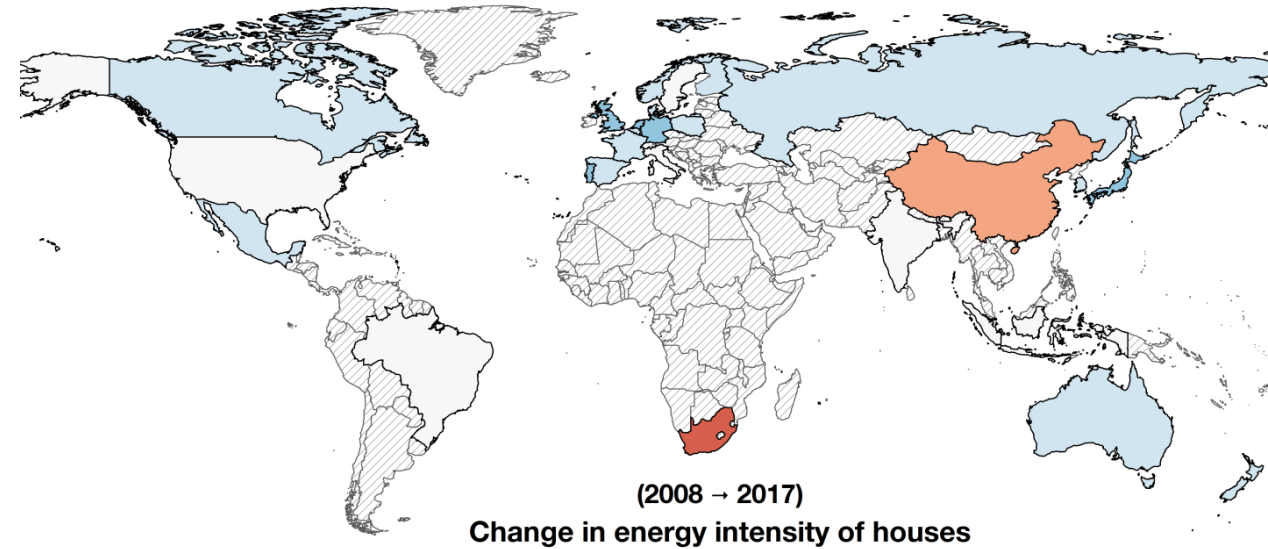 (2008 → 2017)
Change in energy intensity of houses